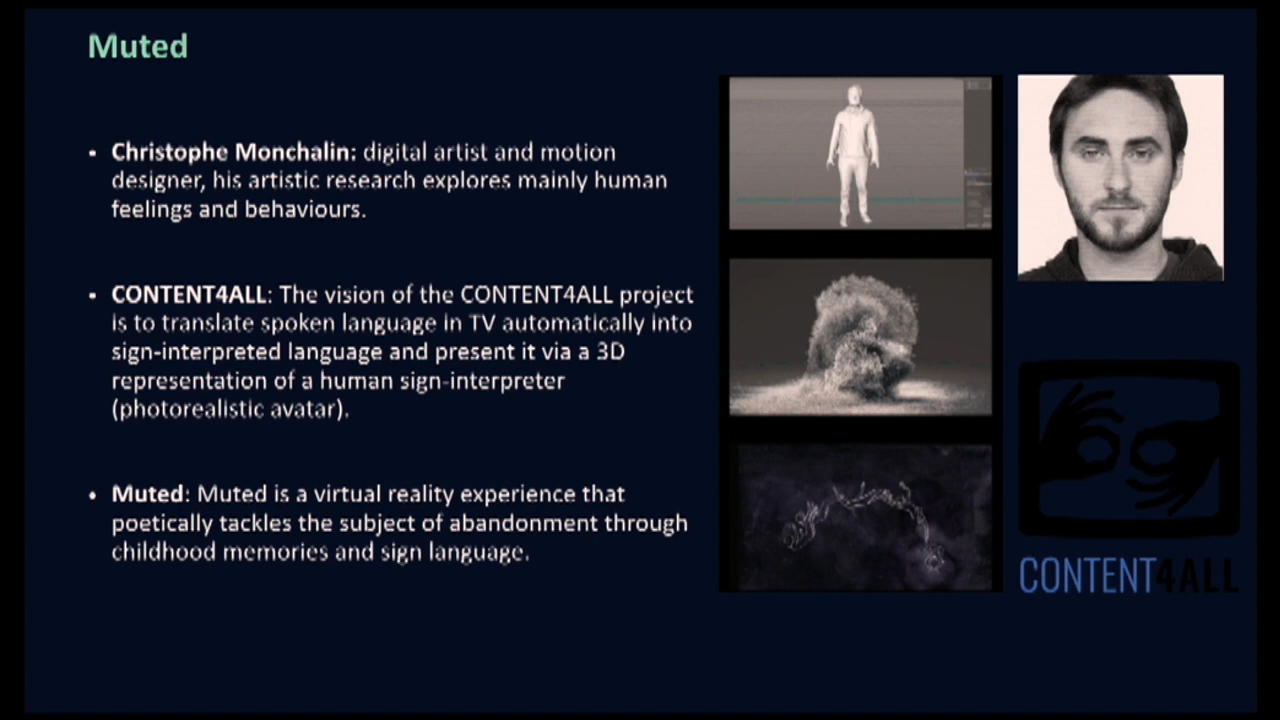 Muted
• Christophe Monchalin: digital artist and motion
designer, his artistic research explores mainly human
feelings and behaviours.
• CONTENT4ALL: The vision of the CONTENT4ALL project
is to translate spoken language in TV automatically into
sign-interpreted language and present it via a 3D
representation of a human sign-interpreter
(photorealistic avatar).
• Muted: Muted is a virtual reality experience that
poetically tackles the subject of abandonment through
childhood memories and sign language.
CONTENT4ALL